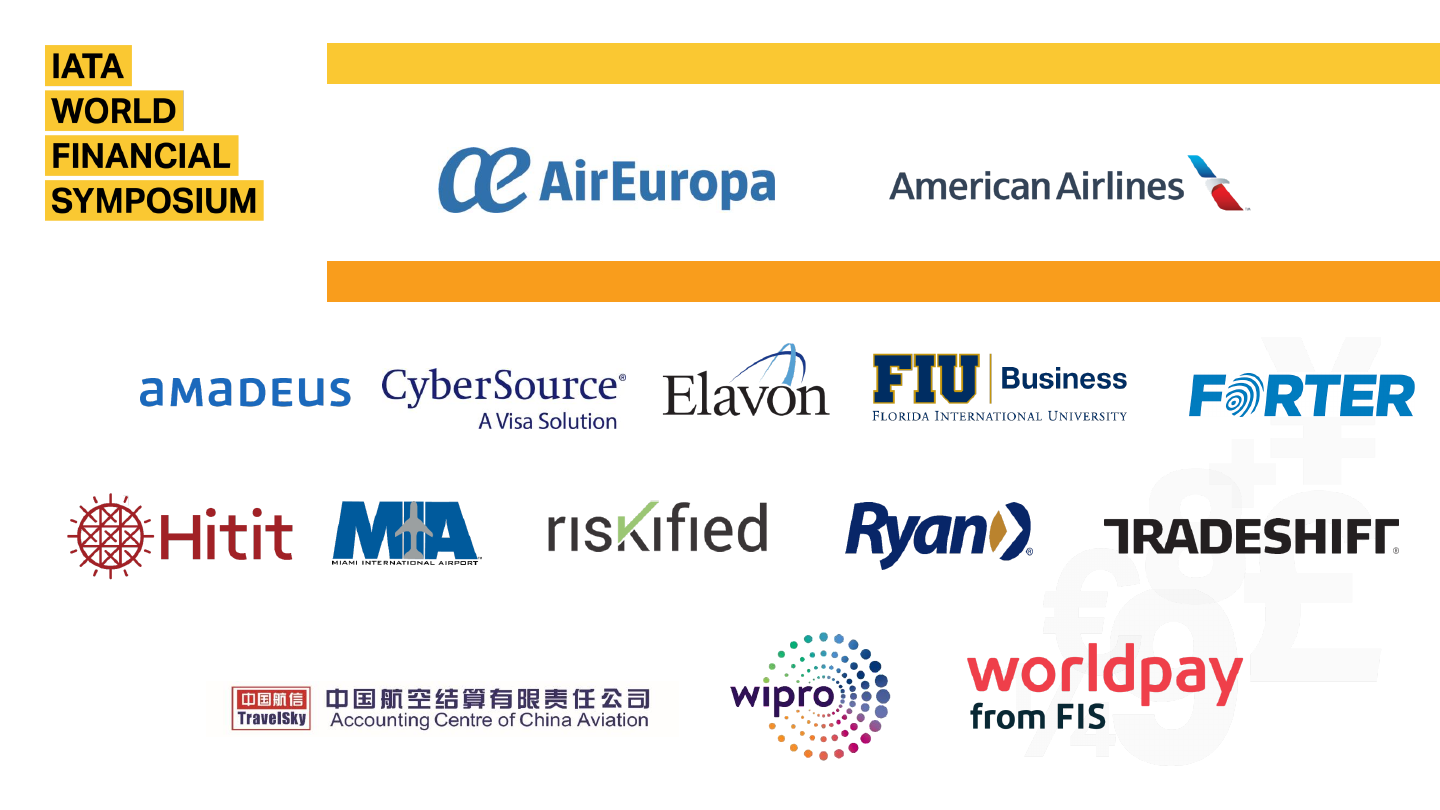 IATA
WORLD
FINANCIAL
SYMPOSIUM
æ AirEuropa
American Airlines
amadeus
CyberSource®
A Visa Solution
Elavon
FIU Business
FLORIDA INTERNATIONAL UNIVERSITY
FORTER
Hitit
MIA
MIAMI INTERNATIONAL AIRPORT
riskified
Ryan®
TRADESHIFT®
中国航信
TravelSky
中国航空结算有限责任公司
Accounting Centre of China Aviation
wipro
worldpay
from FIS